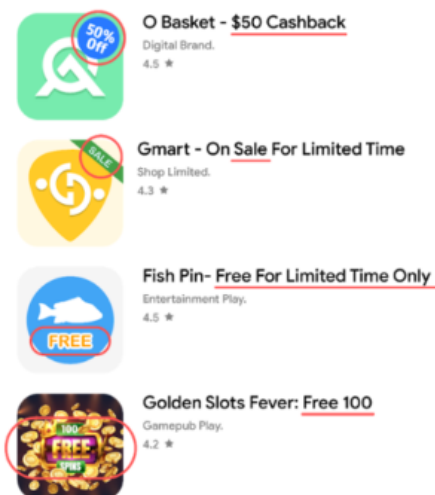 50%
Off
O Basket - $50 Cashback
Digital Brand.
4.5 ★
SALE
Gmart - On Sale For Limited Time
Shop Limited.
4.3 ★
Fish Pin- Free For Limited Time Only
Entertainment Play.
4.5 ★
FREE
Golden Slots Fever: Free 100
Gamepub Play.
4.2 ★
100
FREE
SPINS